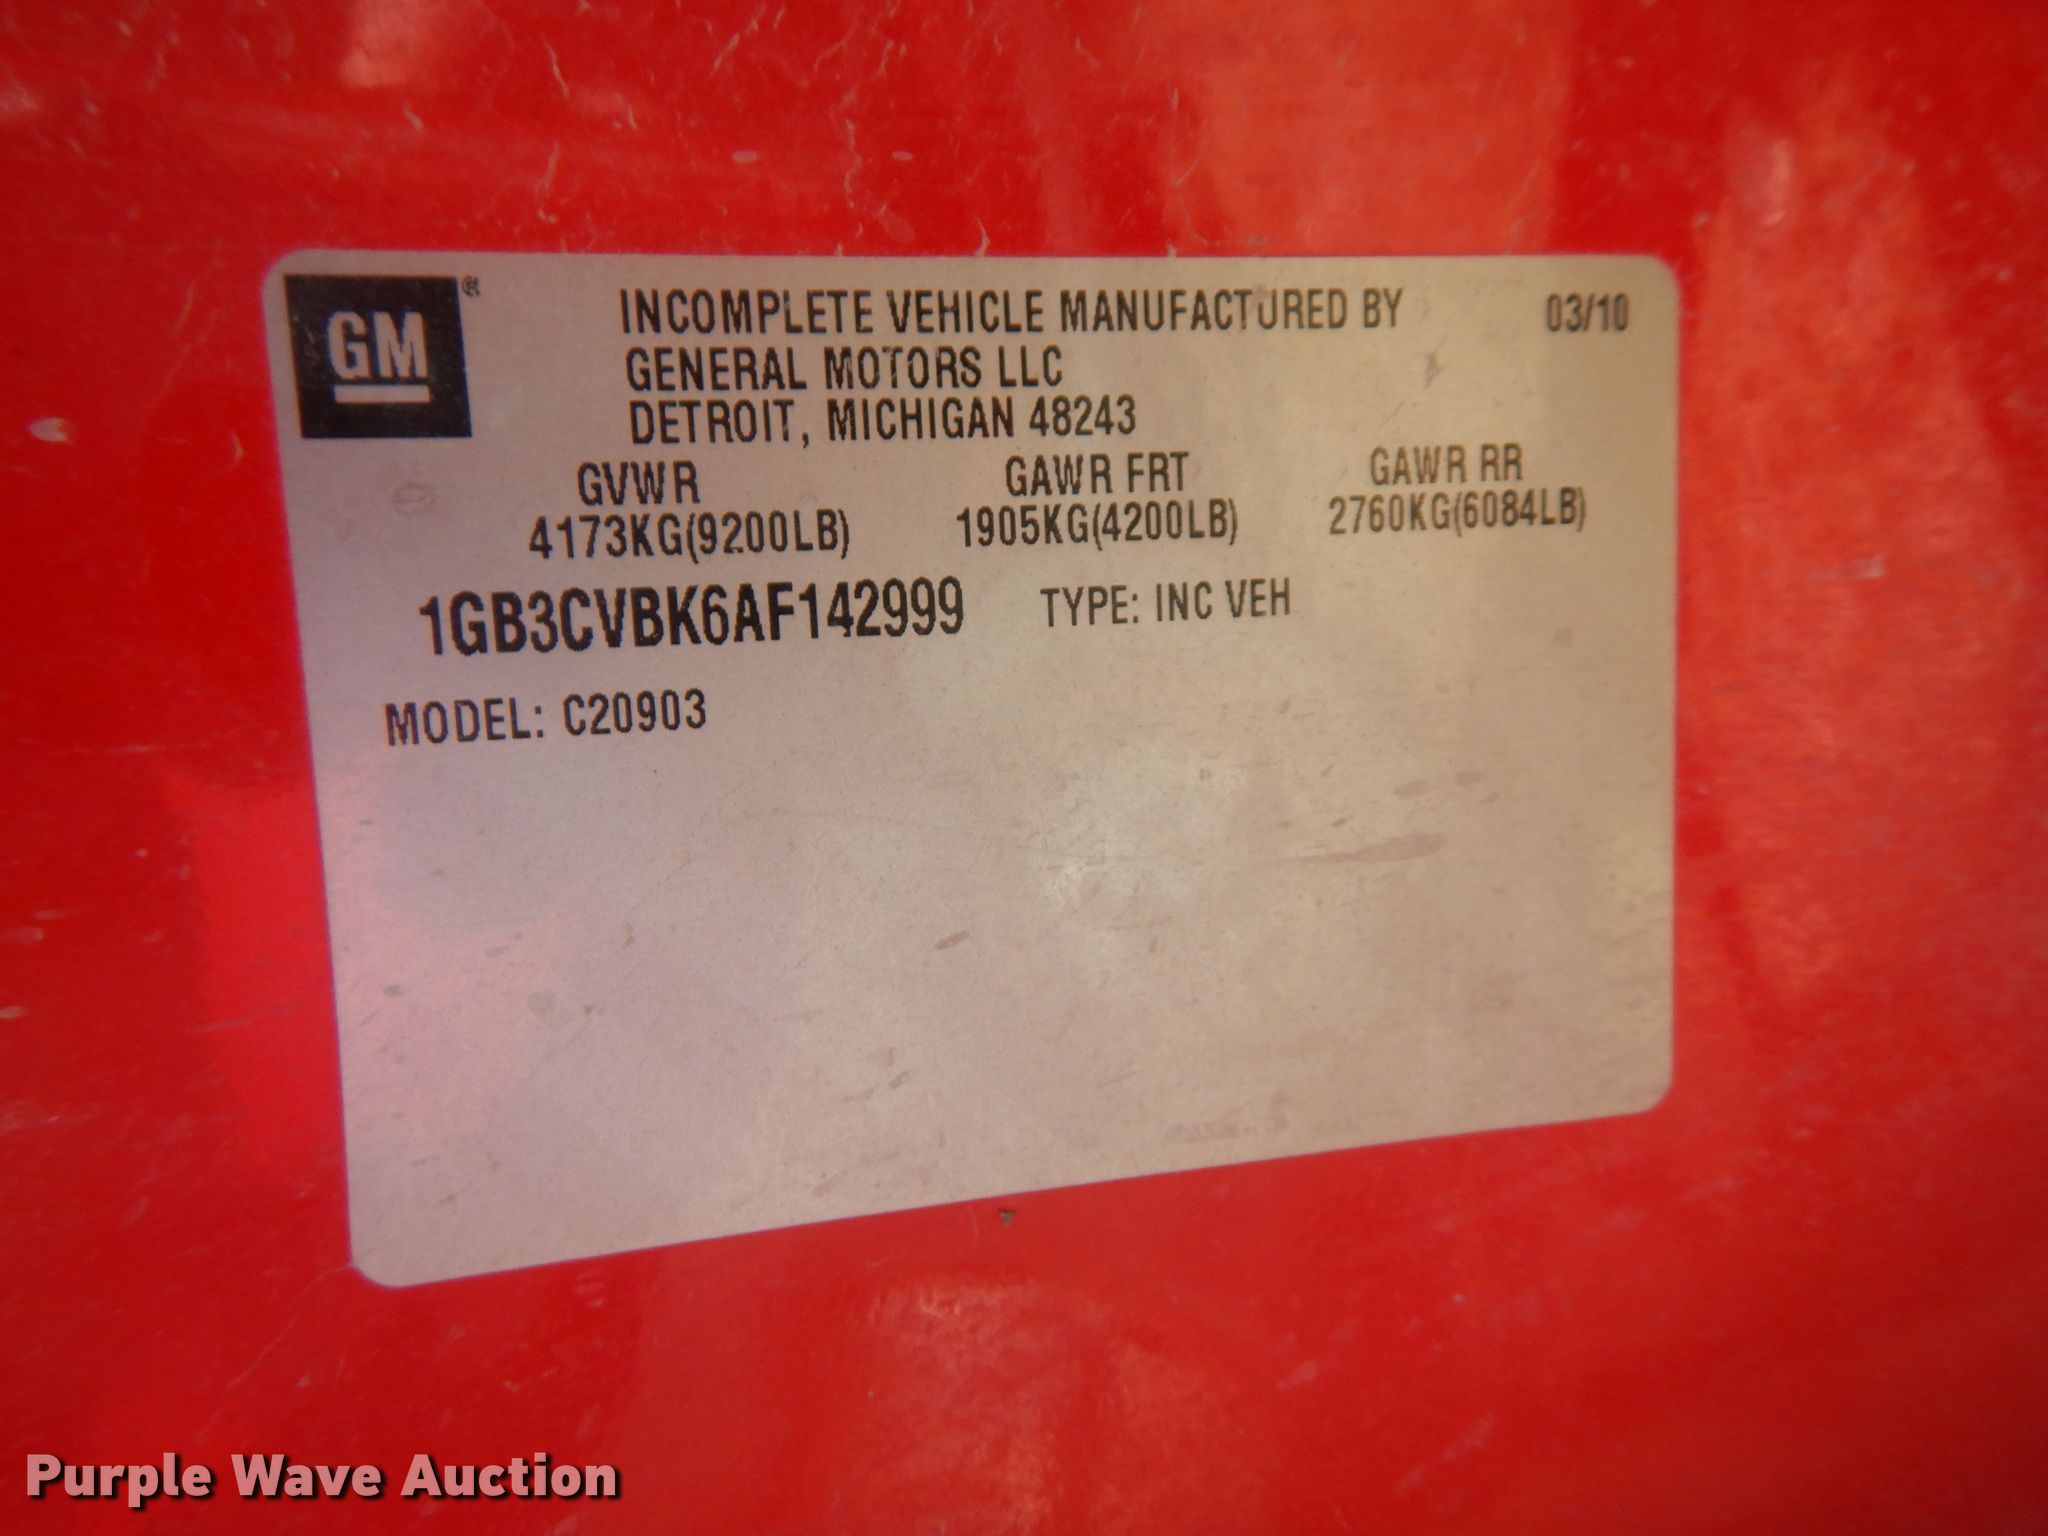 GM®
INCOMPLETE VEHICLE MANUFACTURED BY 03/10
GENERAL MOTORS LLC
DETROIT, MICHIGAN 48243
GVWR GAWR FRT GAWR RR
4173KG(9200LB) 1905KG(4200LB) 2760KG(6084LB)
1GB3CVBK6AF142999 TYPE: INC VEH
MODEL: C20903
Purple Wave Auction